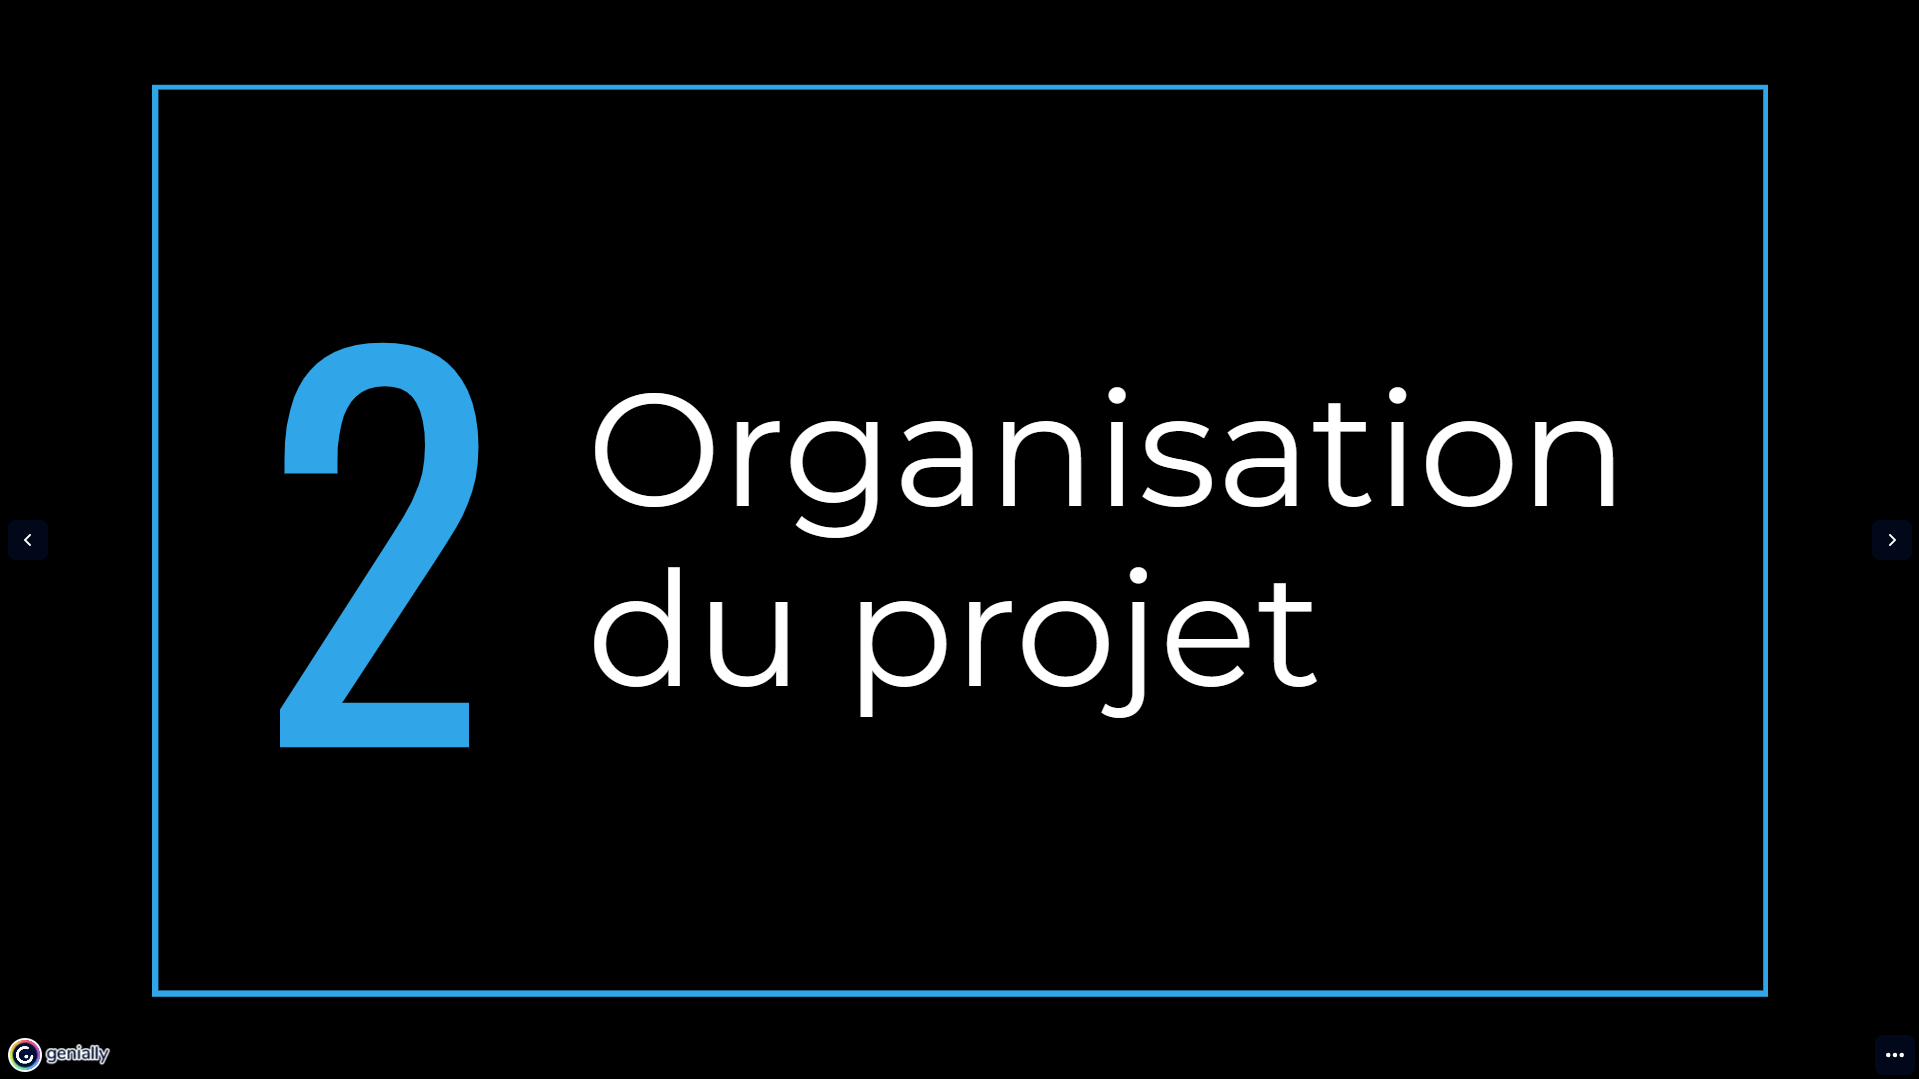 2
Organisation
du projet
genially